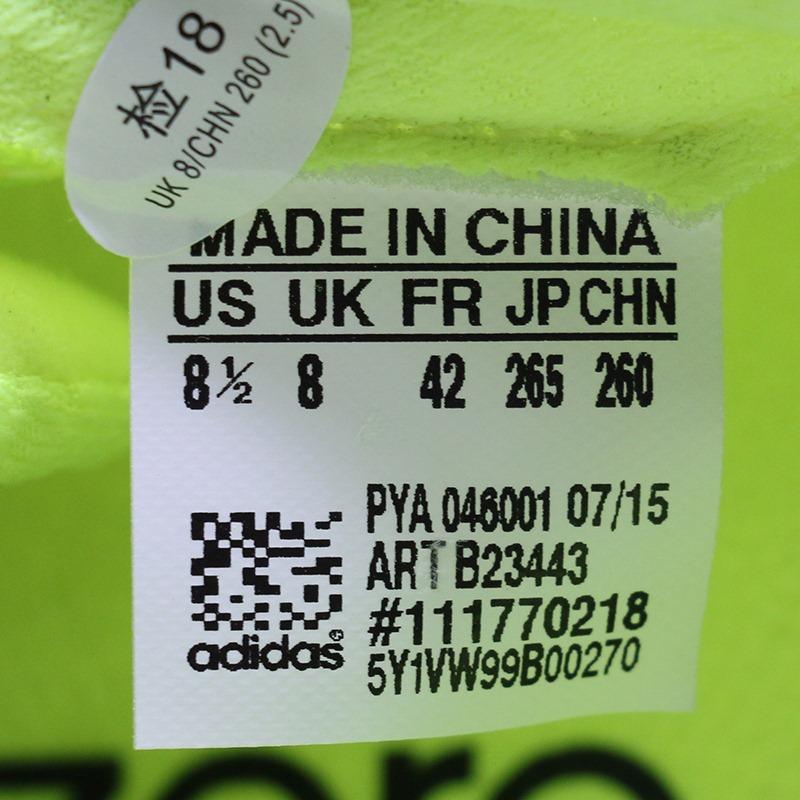 检18
UK 8/CHN 260 (2.5)
MADE IN CHINA
US UK FR JP CHN
8½ 8 42 265 260
PYA 046001 07/15
ART B23443
#111770218
5Y1VW99B00270
adidas®
zero